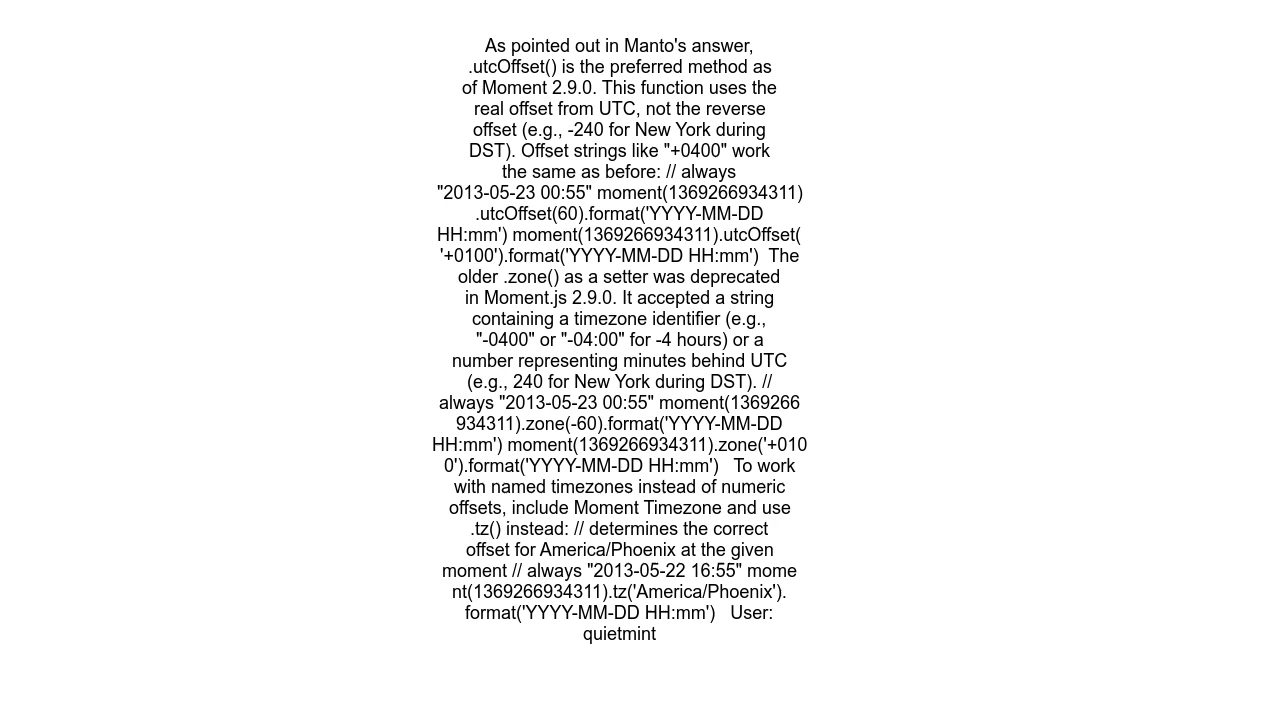 As pointed out in Manto's answer,
.utcOffset() is the preferred method as
of Moment 2.9.0. This function uses the
real offset from UTC, not the reverse
offset (e.g., -240 for New York during
DST). Offset strings like "+0400" work
the same as before: // always
"2013-05-23 00:55" moment(1369266934311)
.utcOffset(60).format('YYYY-MM-DD
HH:mm') moment(1369266934311).utcOffset(
'+0100').format('YYYY-MM-DD HH:mm')  The
older .zone() as a setter was deprecated
in Moment.js 2.9.0. It accepted a string
containing a timezone identifier (e.g.,
"-0400" or "-04:00" for -4 hours) or a
number representing minutes behind UTC
(e.g., 240 for New York during DST). //
always "2013-05-23 00:55" moment(1369266
934311).zone(-60).format('YYYY-MM-DD
HH:mm') moment(1369266934311).zone('+010
0').format('YYYY-MM-DD HH:mm')   To work
with named timezones instead of numeric
offsets, include Moment Timezone and use
.tz() instead: // determines the correct
offset for America/Phoenix at the given
moment // always "2013-05-22 16:55" mome
nt(1369266934311).tz('America/Phoenix').
format('YYYY-MM-DD HH:mm')   User:
quietmint